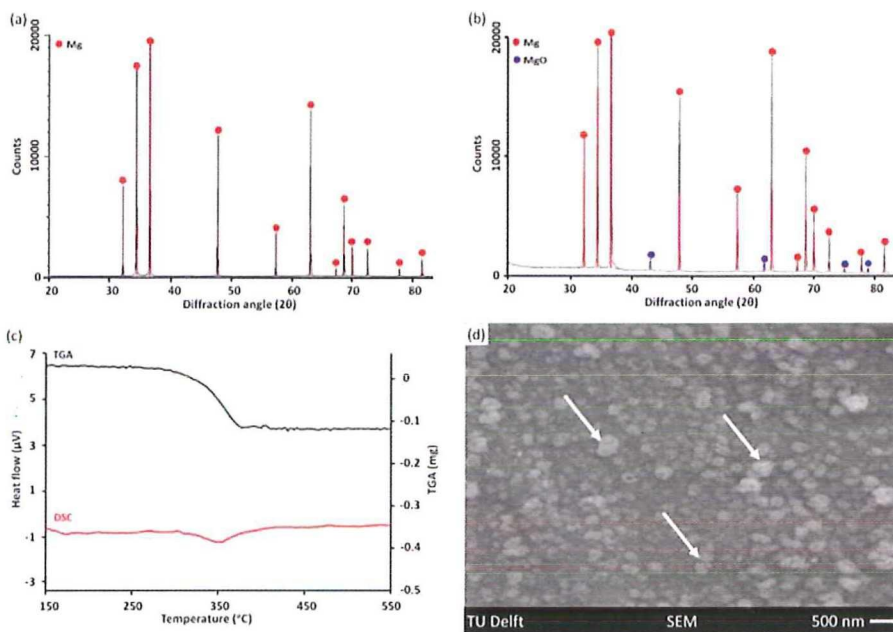 (a)
Mg
20000
10000
0
Counts
20 30 40 50 60 70 80
Diffraction angle (2θ)
(b)
Mg
MgO
20000
10000
0
Counts
20 30 40 50 60 70 80
Diffraction angle (2θ)
(c)
TGA
DSC
7
5
3
1
-1
-3
Heat flow (μV)
0
-0.1
-0.2
-0.3
-0.4
-0.5
TGA (mg)
150 250 350 450 550
Temperature (°C)
(d)
TU Delft SEM 500 nm